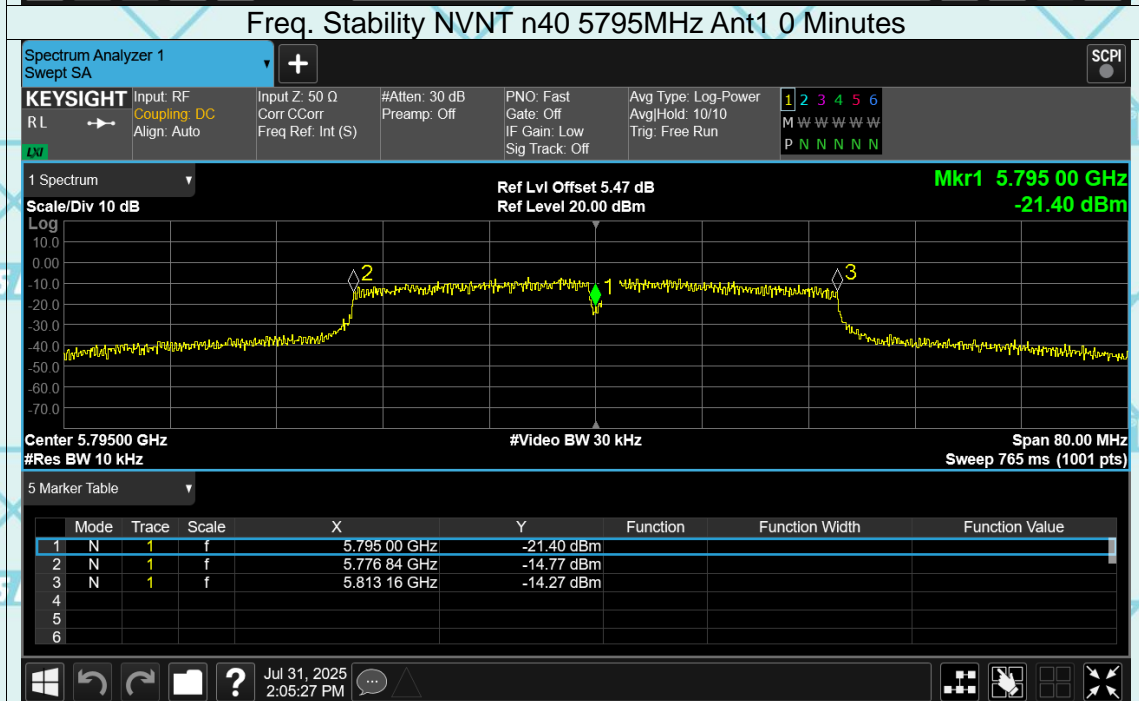 Freq. Stability NVNT n40 5795MHz Ant1 0 Minutes
Spectrum Analyzer 1
Swept SA
SCPI
KEYSIGHT Input: RF Input Z: 50 Ω #Atten: 30 dB PNO: Fast Avg Type: Log-Power 1 2 3 4 5 6
RL Coupling: DC Corr CCorr Preamp: Off Gate: Off Avg|Hold: 10/10 M W W W W W
Align: Auto Freq Ref: Int (S) IF Gain: Low Trig: Free Run
LXI Sig Track: Off P N N N N N
1 Spectrum Ref Lvl Offset 5.47 dB Mkr1 5.795 00 GHz
Scale/Div 10 dB Ref Level 20.00 dBm -21.40 dBm
Log
10.0
0.00
2 3
-10.0
1
-20.0
-30.0
-40.0
-50.0
-60.0
-70.0
Center 5.79500 GHz #Video BW 30 kHz Span 80.00 MHz
#Res BW 10 kHz Sweep 765 ms (1001 pts)
5 Marker Table
Mode Trace Scale X Y Function Function Width Function Value
1 N 1 f 5.795 00 GHz -21.40 dBm
2 N 1 f 5.776 84 GHz -14.77 dBm
3 N 1 f 5.813 16 GHz -14.27 dBm
4
5
6
? Jul 31, 2025
2:05:27 PM